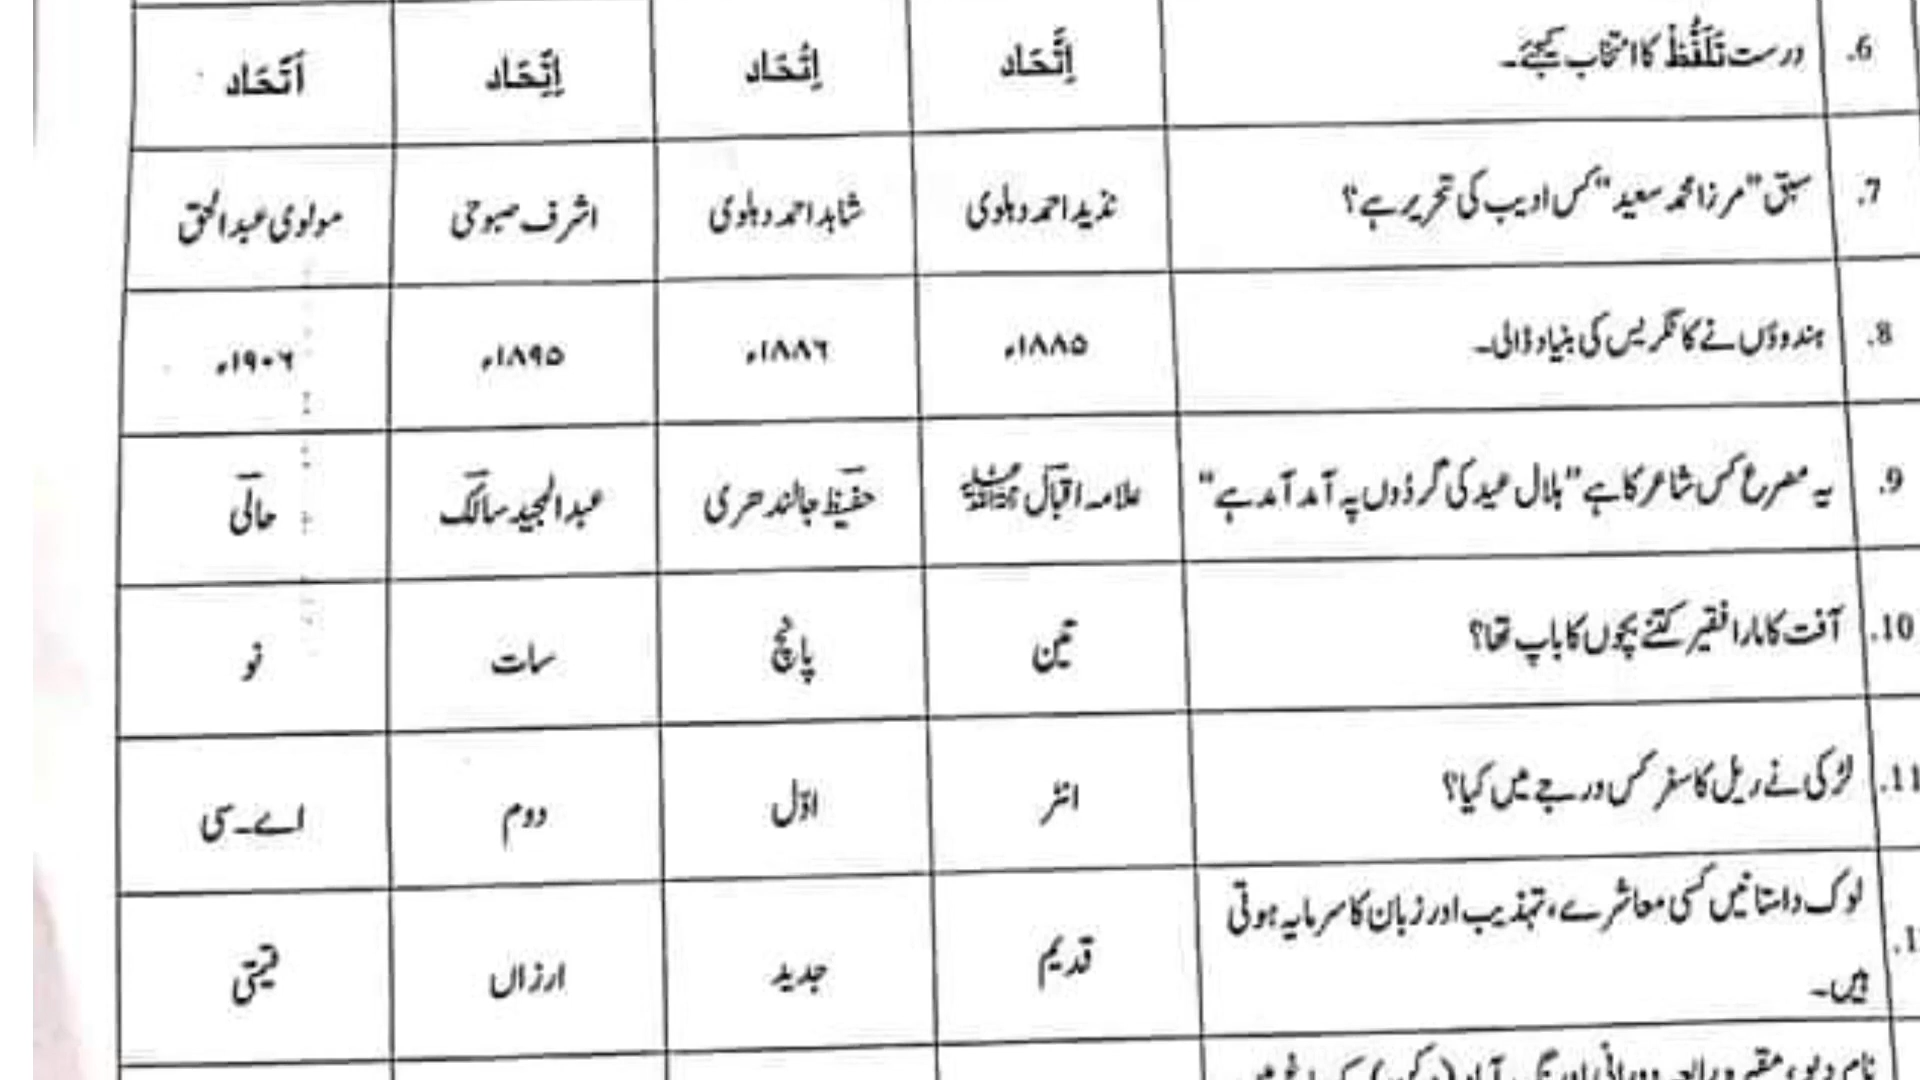 6. درست تَلَفُّظْ کا انتخاب کیجئے۔ اِتَّحَاد اِتُحَاد اِتِّحَاد اَتَّحَاد
7. سبق "مرزا محمد سعید" کس ادیب کی تحریر ہے؟ نذیر احمد دہلوی شاہد احمد دہلوی اشرف صبوحی مولوی عبدالحق
8. ہندوؤں نے کانگریس کی بنیاد ڈالی۔ ۱۸۸۵ء ۱۸۸۶ء ۱۸۹۵ء ۱۹۰۶ء
9. یہ مصرع کس شاعر کا ہے "ہلال عید کی گردُوں پہ آمد آمد ہے" علامہ اقبالؔ حفیظؔ جالندھری عبدالمجید سالکؔ حالیؔ
10. آفت کا مارا فقیر کتنے بچوں کا باپ تھا؟ تین پانچ سات نو
11. لڑکی نے ریل کا سفر کس درجے میں کیا؟ انٹر اوّل دوم اے۔سی
لوک داستانیں کسی معاشرے، تہذیب اور زبان کا سرمایہ ہوتی
ہیں۔ قدیم جدید ارزاں قیمتی